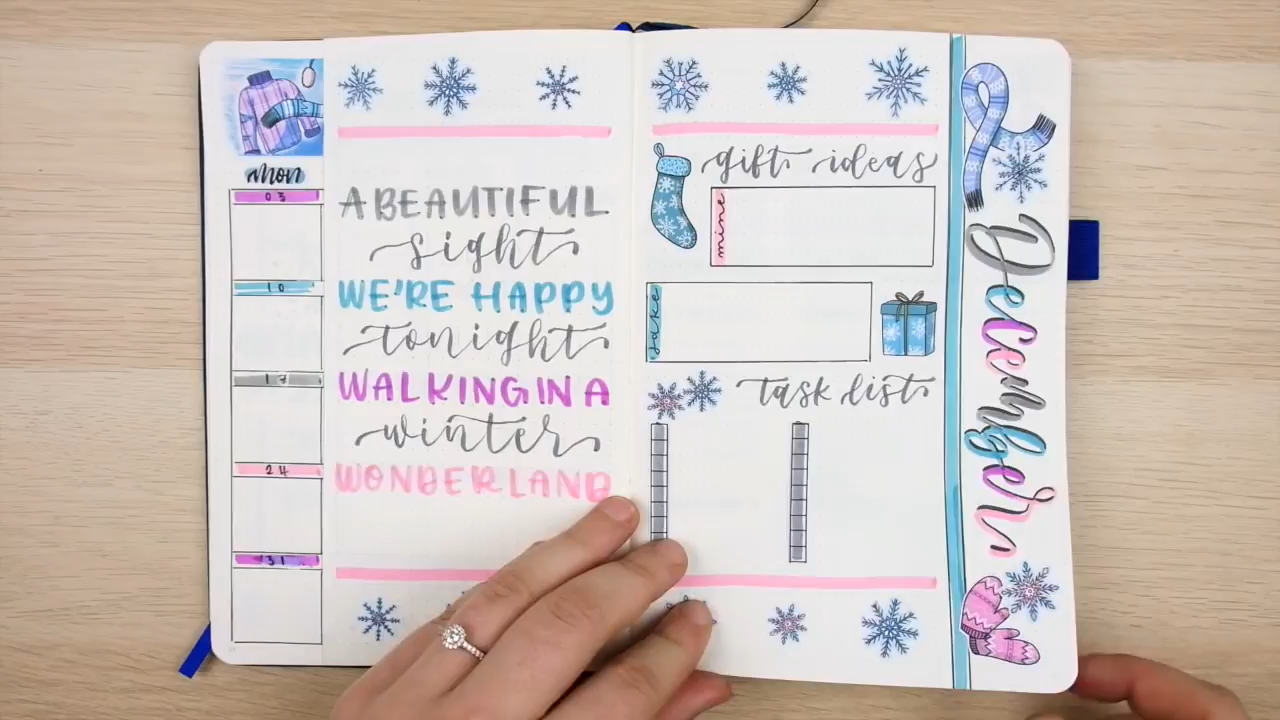 mon
03
10
17
24
31
A BEAUTIFUL
sight
WE'RE HAPPY
tonight
WALKING IN A
winter
WONDERLAND
gift ideas
mine
jake
task list
December